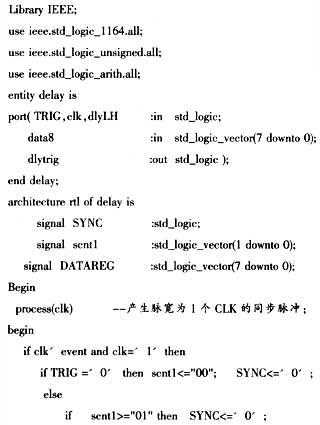 Library IEEE;
use ieee.std_logic_1164.all;
use ieee.std_logic_unsigned.all;
use ieee.std_logic_arith.all;
entity delay is
port( TRIG,clk,dlyLH :in std_logic;
data8 :in std_logic_vector(7 downto 0);
dlytrig :out std_logic );
end delay;
architecture rtl of delay is
signal SYNC :std_logic;
signal scnt1 :std_logic_vector(1 downto 0);
signal DATAREG :std_logic_vector(7 downto 0);
Begin
process(clk) --产生脉宽为 1 个 CLK 的同步脉冲;
begin
if clk′ event and clk=′ 1′ then
if TRIG =′ 0′ then scnt1<="00"; SYNC<=′ 0′ ;
else
if scnt1>="01" then SYNC<=′ 0′ ;